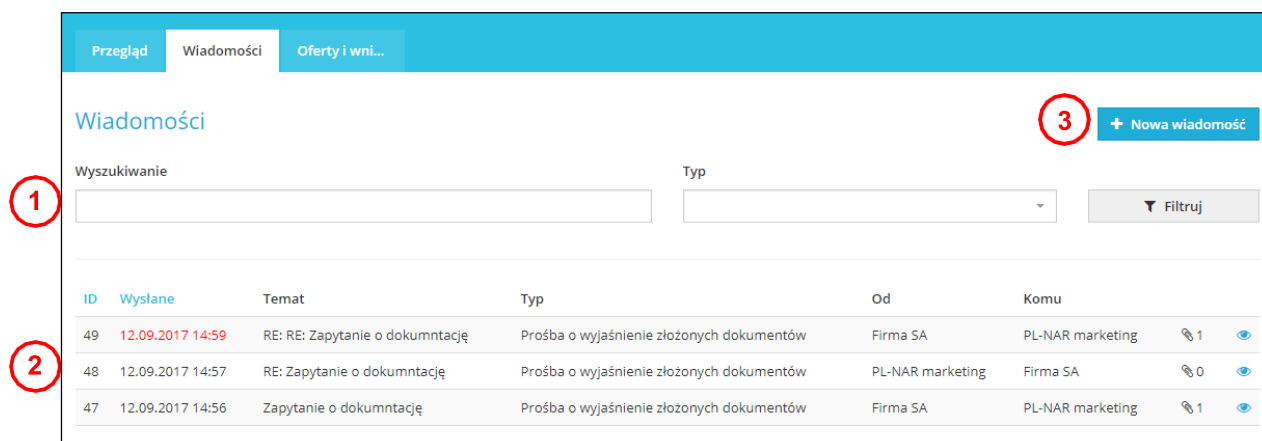 Przegląd Wiadomości Oferty i wni...
Wiadomości
3 + Nowa wiadomość
Wyszukiwanie Typ
1 Filtruj
ID Wysłane Temat Typ Od Komu
49 12.09.2017 14:59 RE: RE: Zapytanie o dokumntację Prośba o wyjaśnienie złożonych dokumentów Firma SA PL-NAR marketing 1
2 48 12.09.2017 14:57 RE: Zapytanie o dokumntację Prośba o wyjaśnienie złożonych dokumentów PL-NAR marketing Firma SA 0
47 12.09.2017 14:56 Zapytanie o dokumntację Prośba o wyjaśnienie złożonych dokumentów Firma SA PL-NAR marketing 1